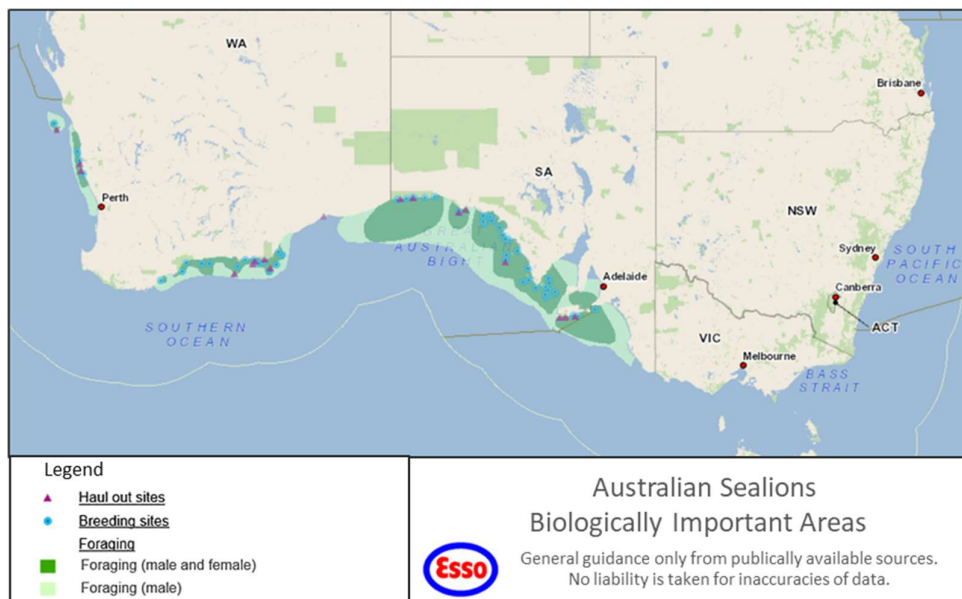 WA
Brisbane
SA
Perth
NSW
GREAT
AUSTRALIAN
BIGHT
Sydney
SOUTH
PACIFIC
OCEAN
Adelaide
Canberra
SOUTHERN
OCEAN
ACT
VIC
Melbourne
BASS
STRAIT
Legend
Haul out sites
Breeding sites
Foraging
Foraging (male and female)
Foraging (male)
Australian Sealions
Biologically Important Areas
Esso
General guidance only from publically available sources.
No liability is taken for inaccuracies of data.